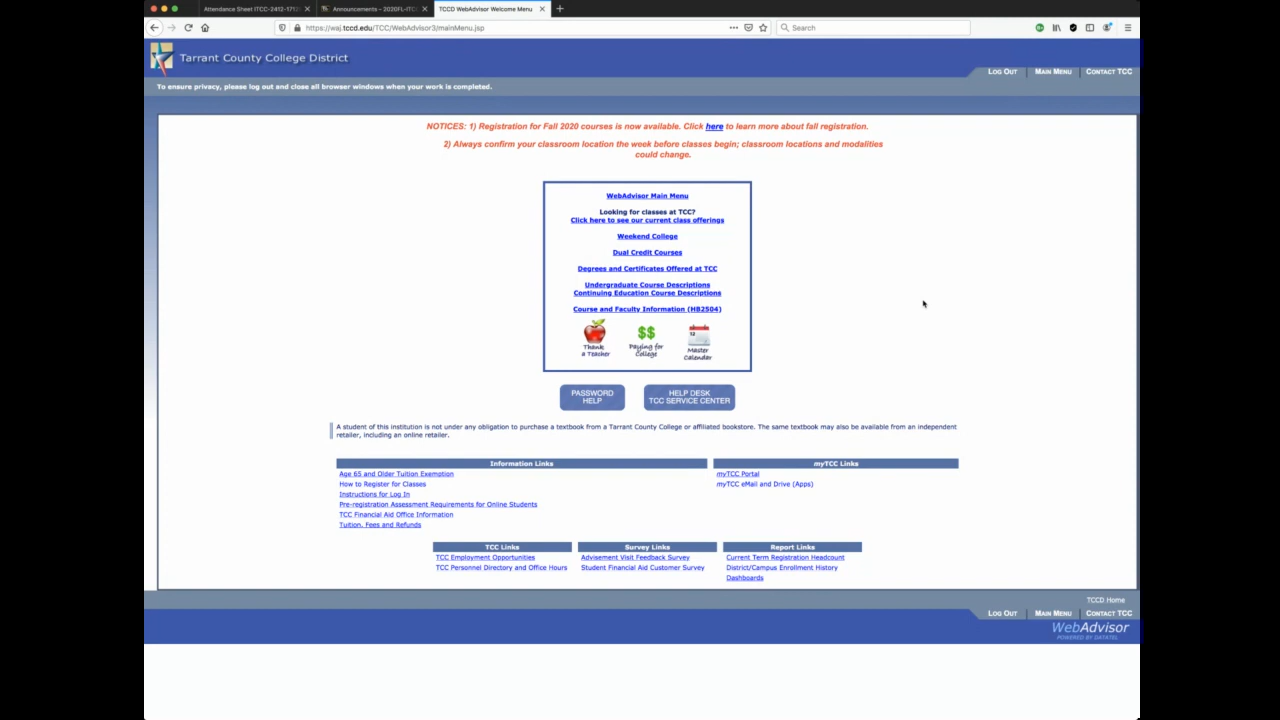 Attendance Sheet ITCC-2412-171
Announcements – 2020FL-ITC
TCCD WebAdvisor Welcome Menu
https://waj.tccd.edu/TCC/WebAdvisor3/mainMenu.jsp
Search
Tarrant County College District
LOG OUT | MAIN MENU | CONTACT TCC
To ensure privacy, please log out and close all browser windows when your work is completed.
NOTICES: 1) Registration for Fall 2020 courses is now available. Click here to learn more about fall registration.
2) Always confirm your classroom location the week before classes begin; classroom locations and modalities
could change.
WebAdvisor Main Menu
Looking for classes at TCC?
Click here to see our current class offerings
Weekend College
Dual Credit Courses
Degrees and Certificates Offered at TCC
Undergraduate Course Descriptions
Continuing Education Course Descriptions
Course and Faculty Information (HB2504)
$$
12
Thank
a Teacher
Paying for
College
Master
Calendar
PASSWORD
HELP
HELP DESK
TCC SERVICE CENTER
A student of this institution is not under any obligation to purchase a textbook from a Tarrant County College or affiliated bookstore. The same textbook may also be available from an independent
retailer, including an online retailer.
Information Links
Age 65 and Older Tuition Exemption
How to Register for Classes
Instructions for Log In
Pre-registration Assessment Requirements for Online Students
TCC Financial Aid Office Information
Tuition, Fees and Refunds
myTCC Links
myTCC Portal
myTCC eMail and Drive (Apps)
TCC Links
TCC Employment Opportunities
TCC Personnel Directory and Office Hours
Survey Links
Advisement Visit Feedback Survey
Student Financial Aid Customer Survey
Report Links
Current Term Registration Headcount
District/Campus Enrollment History
Dashboards
TCCD Home
LOG OUT | MAIN MENU | CONTACT TCC
WebAdvisor
POWERED BY DATATEL